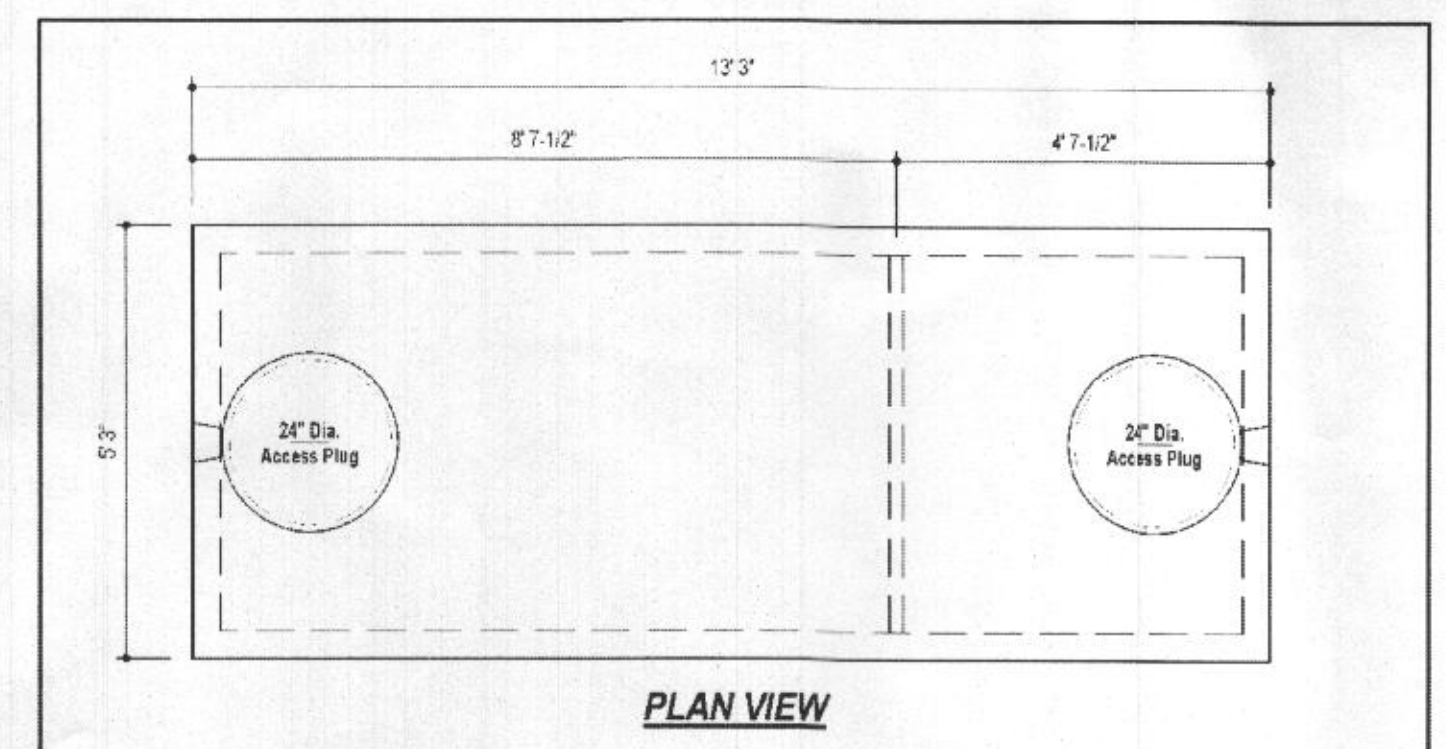 13' 3"
8' 7-1/2"
4' 7-1/2"
5' 3"
24" Dia.
Access Plug
24" Dia.
Access Plug
PLAN VIEW